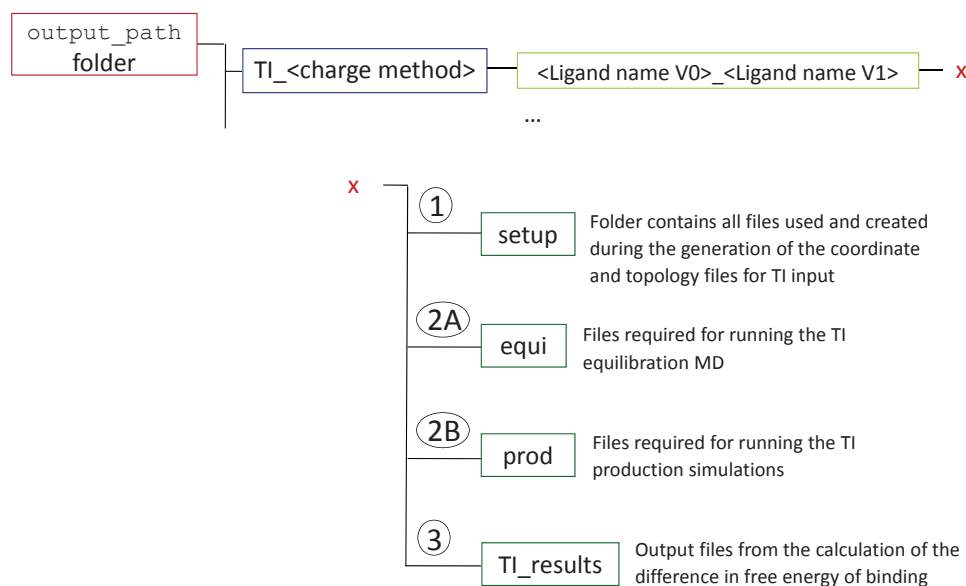 output_path
folder
TI_<charge method>
<Ligand name V0>_<Ligand name V1>
x
...
x
1
setup
Folder contains all files used and created
during the generation of the coordinate
and topology files for TI input
2A
equi
Files required for running the TI
equilibration MD
2B
prod
Files required for running the TI
production simulations
3
TI_results
Output files from the calculation of the
difference in free energy of binding